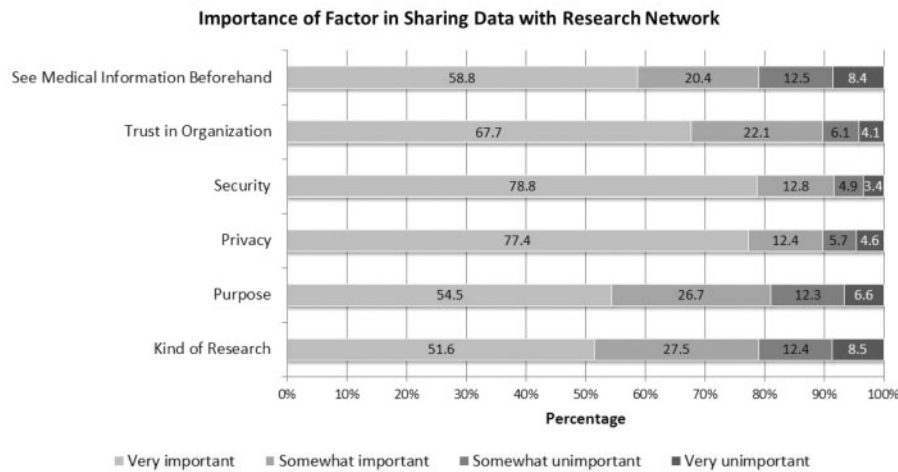 Importance of Factor in Sharing Data with Research Network
See Medical Information Beforehand 58.8 20.4 12.5 8.4
Trust in Organization 67.7 22.1 6.1 4.1
Security 78.8 12.8 4.9 3.4
Privacy 77.4 12.4 5.7 4.6
Purpose 54.5 26.7 12.3 6.6
Kind of Research 51.6 27.5 12.4 8.5
0% 10% 20% 30% 40% 50% 60% 70% 80% 90% 100%
Percentage
Very important Somewhat important Somewhat unimportant Very unimportant